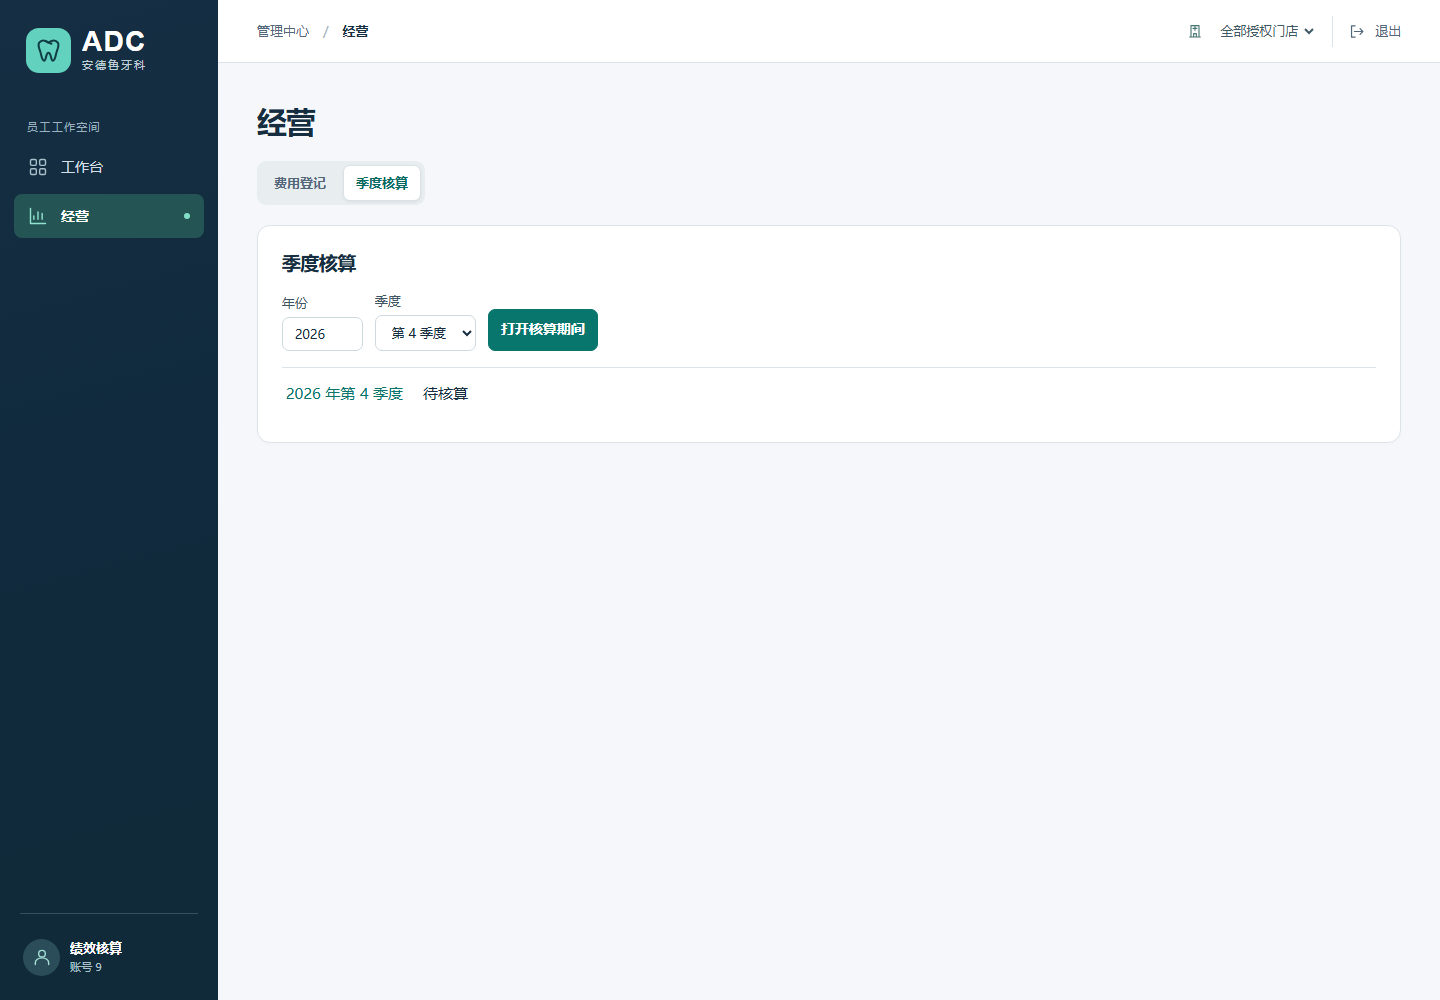 ADC
安德鲁牙科
员工工作空间
工作台
经营
绩效核算
账号 9
管理中心 / 经营
全部授权门店
退出
经营
费用登记
季度核算
季度核算
年份
季度
2026
第 4 季度
打开核算期间
2026 年第 4 季度 待核算